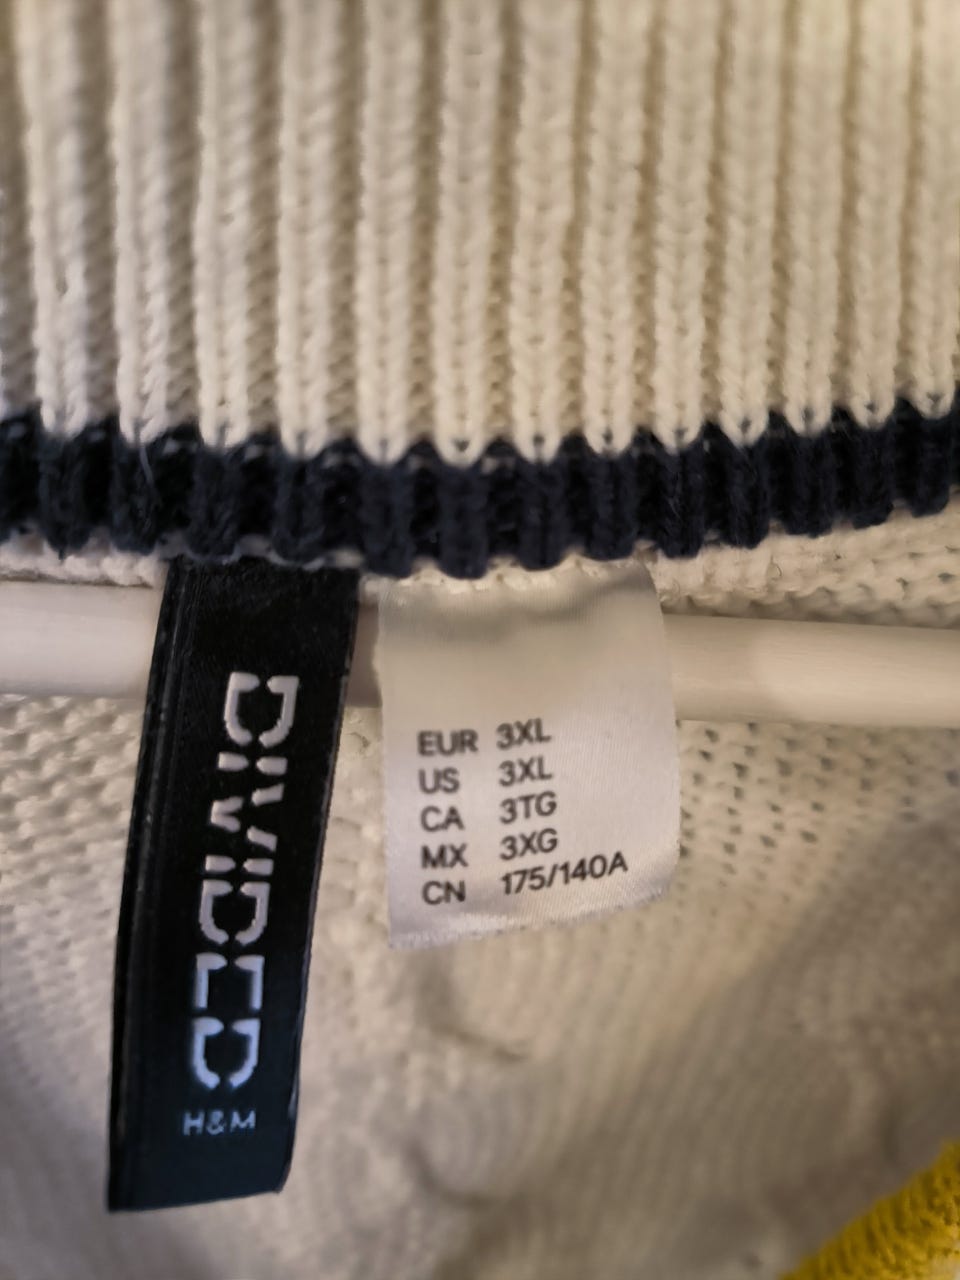 DIVIDED
H&M
EUR 3XL
US 3XL
CA 3TG
MX 3XG
CN 175/140A